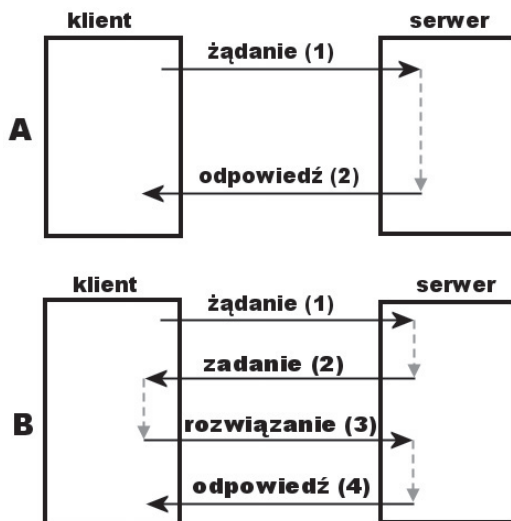 klient serwer
żądanie (1)
A
odpowiedź (2)
klient serwer
żądanie (1)
zadanie (2)
B
rozwiązanie (3)
odpowiedź (4)